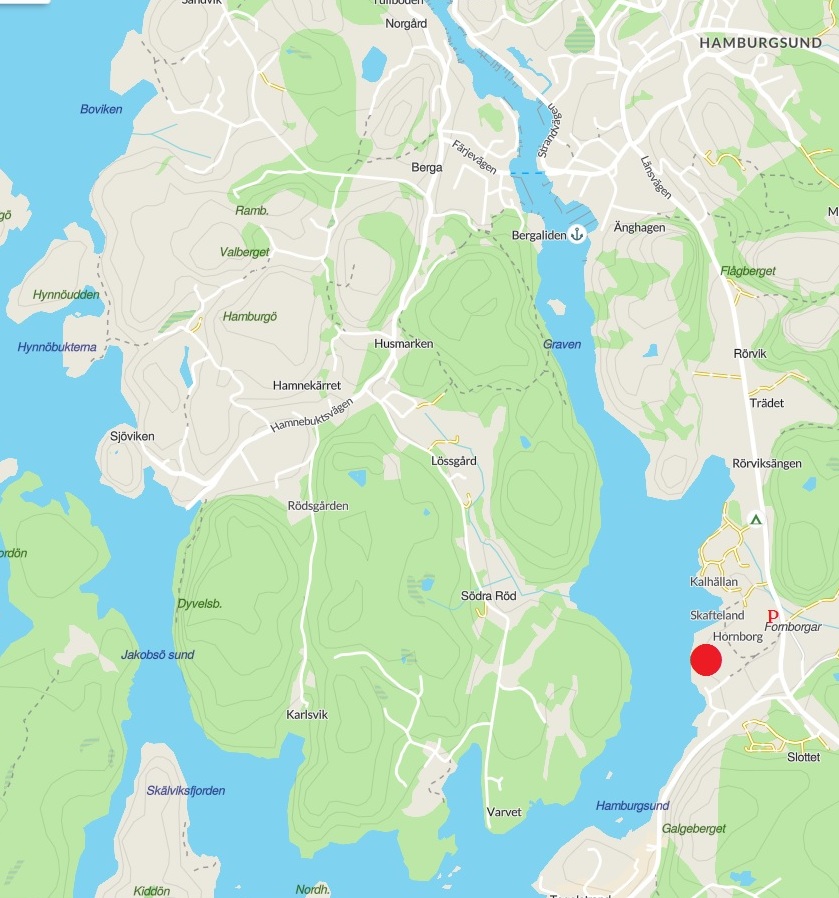 Sandvik
Norgård
HAMBURGSUND
Boviken
Strandvägen
Färjevägen
Berga
Länsvägen
Ramb.
Änghagen
Bergaliden
Valberget
Flågberget
Hynnöudden
Hamburgö
Hynnöbukterna
Husmarken
Graven
Rörvik
Hamnekärret
Trädet
Hamnebuktsvägen
Sjöviken
Lössgård
Rörviksängen
Rödsgården
Kalhällan
Södra Röd
Dyvelsb.
Skafteland
P
Fornborgar
Hornborg
Jakobsö sund
Karlsvik
Slottet
Skälviksfjorden
Hamburgsund
Varvet
Galgeberget
Kiddön
Nordh.